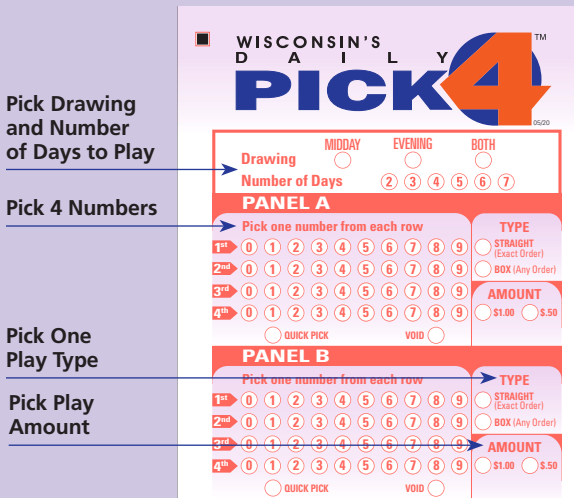 WISCONSIN'S
DAILY
PICK 4
TM
05/20
Pick Drawing
and Number
of Days to Play
MIDDAY EVENING BOTH
Drawing
Number of Days 2 3 4 5 6 7
PANEL A
Pick 4 Numbers
Pick one number from each row
TYPE
1st 0 1 2 3 4 5 6 7 8 9
STRAIGHT
(Exact Order)
2nd 0 1 2 3 4 5 6 7 8 9
BOX (Any Order)
3rd 0 1 2 3 4 5 6 7 8 9
AMOUNT
4th 0 1 2 3 4 5 6 7 8 9
$1.00 $.50
QUICK PICK VOID
Pick One
Play Type
PANEL B
Pick one number from each row
TYPE
Pick Play
Amount
1st 0 1 2 3 4 5 6 7 8 9
STRAIGHT
(Exact Order)
2nd 0 1 2 3 4 5 6 7 8 9
BOX (Any Order)
3rd 0 1 2 3 4 5 6 7 8 9
AMOUNT
4th 0 1 2 3 4 5 6 7 8 9
$1.00 $.50
QUICK PICK VOID